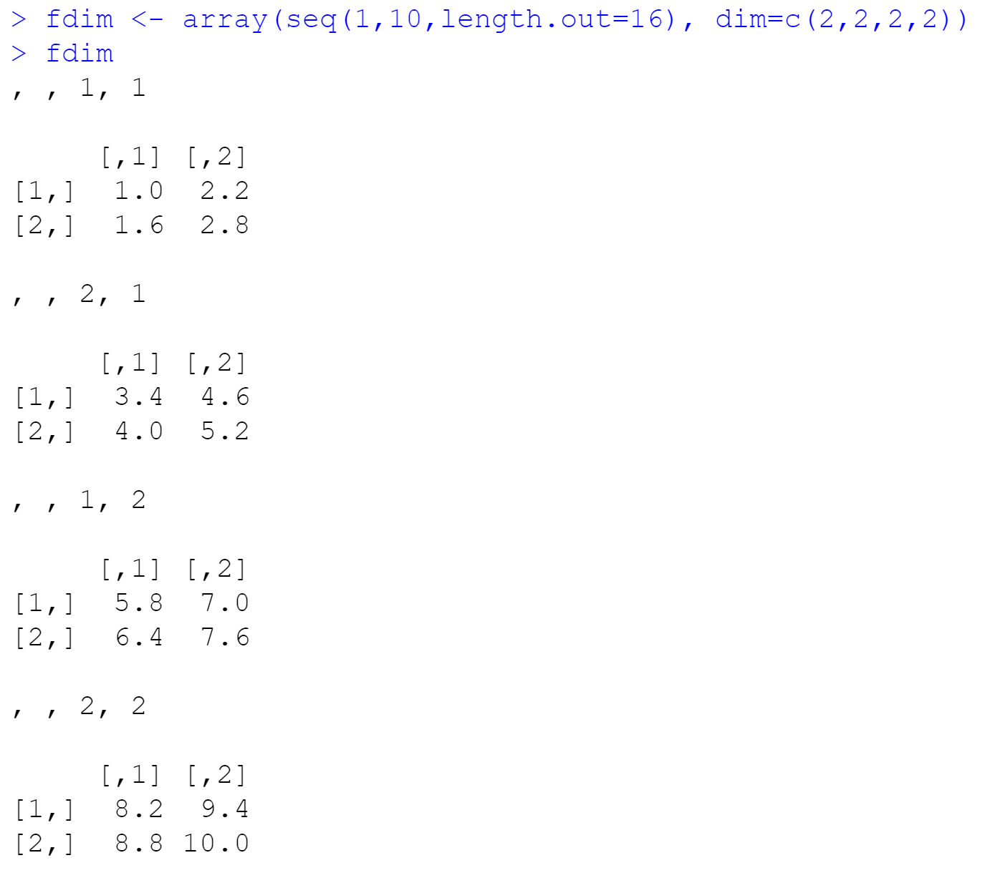 > fdim <- array(seq(1,10,length.out=16), dim=c(2,2,2,2))
> fdim
, , 1, 1
     [,1] [,2]
[1,]  1.0  2.2
[2,]  1.6  2.8
, , 2, 1
     [,1] [,2]
[1,]  3.4  4.6
[2,]  4.0  5.2
, , 1, 2
     [,1] [,2]
[1,]  5.8  7.0
[2,]  6.4  7.6
, , 2, 2
     [,1] [,2]
[1,]  8.2  9.4
[2,]  8.8 10.0